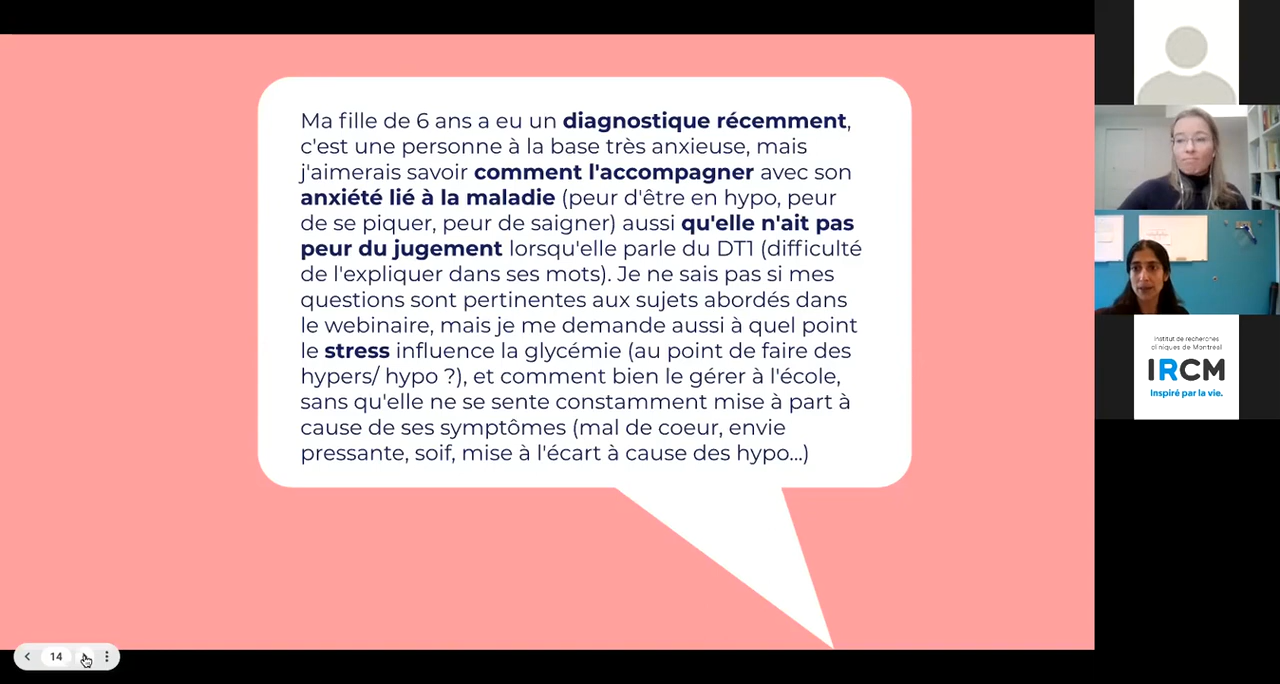 Ma fille de 6 ans a eu un diagnostique récemment,
c'est une personne à la base très anxieuse, mais
j'aimerais savoir comment l'accompagner avec son
anxiété lié à la maladie (peur d'être en hypo, peur
de se piquer, peur de saigner) aussi qu'elle n'ait pas
peur du jugement lorsqu'elle parle du DT1 (difficulté
de l'expliquer dans ses mots). Je ne sais pas si mes
questions sont pertinentes aux sujets abordés dans
le webinaire, mais je me demande aussi à quel point
le stress influence la glycémie (au point de faire des
hypers/ hypo ?), et comment bien le gérer à l'école,
sans qu'elle ne se sente constamment mise à part à
cause de ses symptômes (mal de coeur, envie
pressante, soif, mise à l'écart à cause des hypo...)
14
Institut de recherches
cliniques de Montréal
IRCM
Inspiré par la vie.